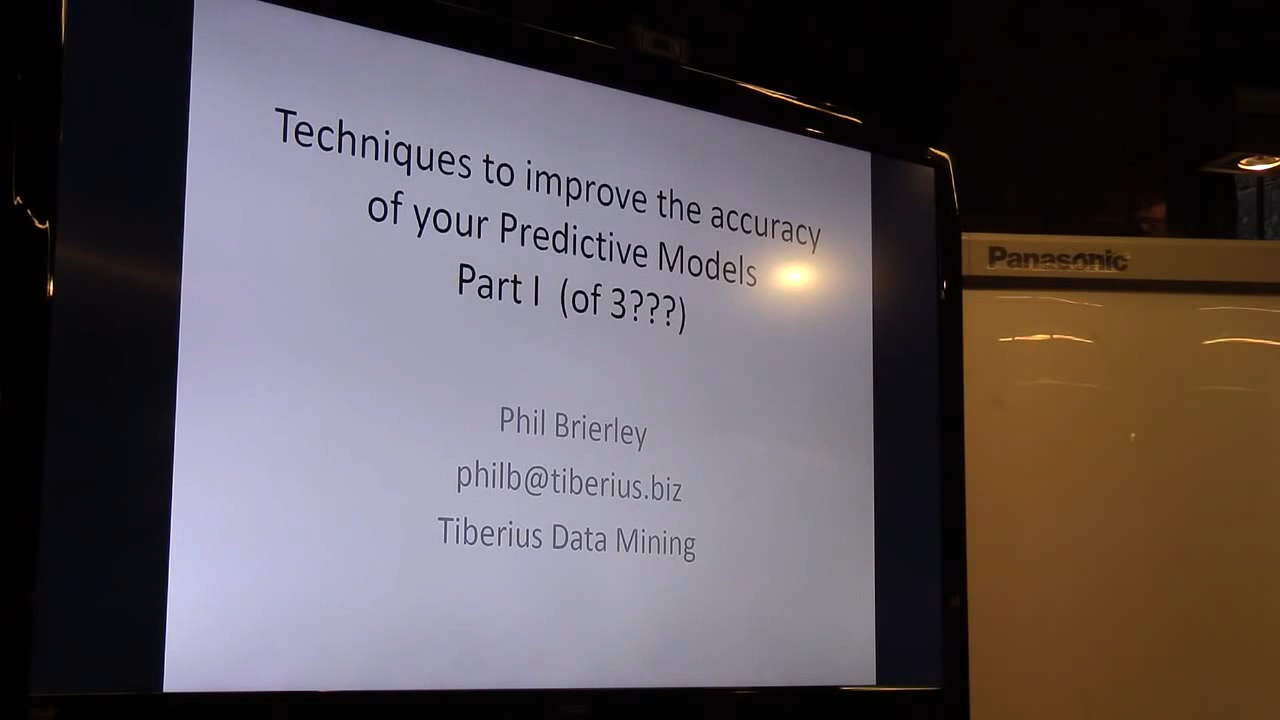 Techniques to improve the accuracy
of your Predictive Models
Part I (of 3???)
Phil Brierley
philb@tiberius.biz
Tiberius Data Mining
Panasonic